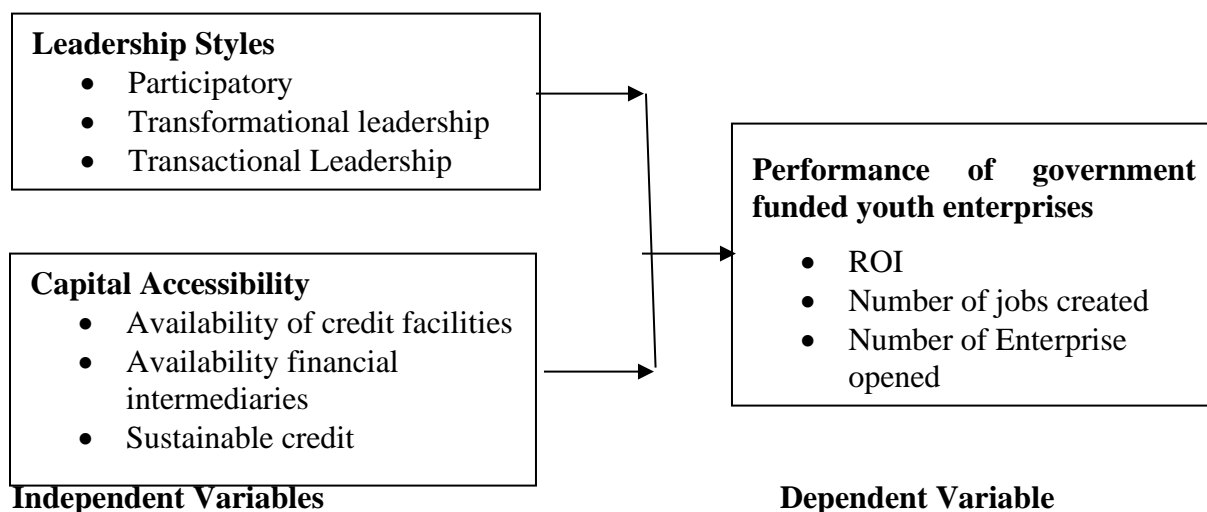 Leadership Styles
• Participatory
• Transformational leadership
• Transactional Leadership
Capital Accessibility
• Availability of credit facilities
• Availability financial
intermediaries
• Sustainable credit
Independent Variables
Performance of government
funded youth enterprises
• ROI
• Number of jobs created
• Number of Enterprise
opened
Dependent Variable